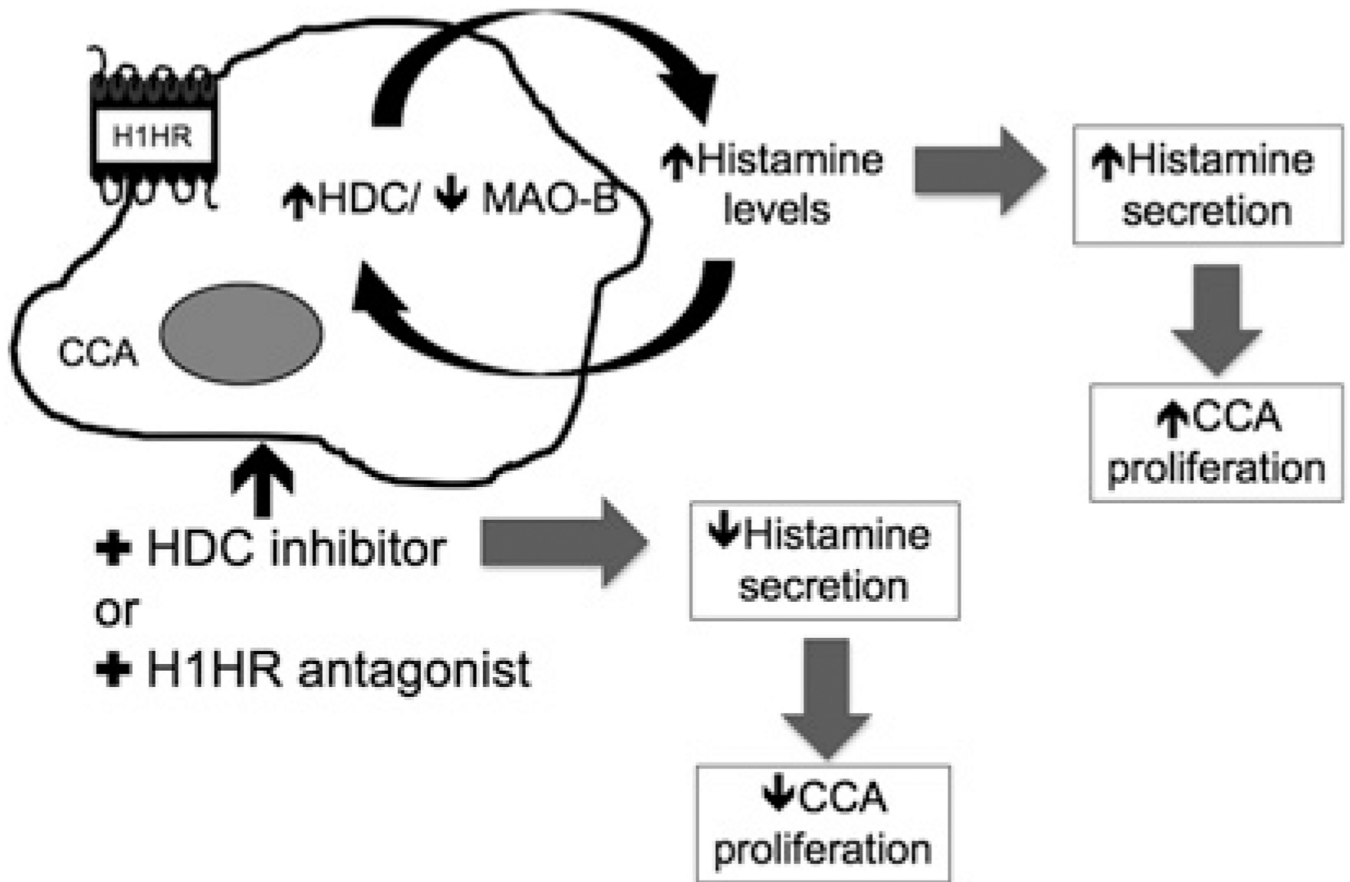 H1HR
↑HDC/ ↓ MAO-B
↑Histamine
levels
↑Histamine
secretion
CCA
↑CCA
proliferation
+ HDC inhibitor
or
+ H1HR antagonist
↓Histamine
secretion
↓CCA
proliferation